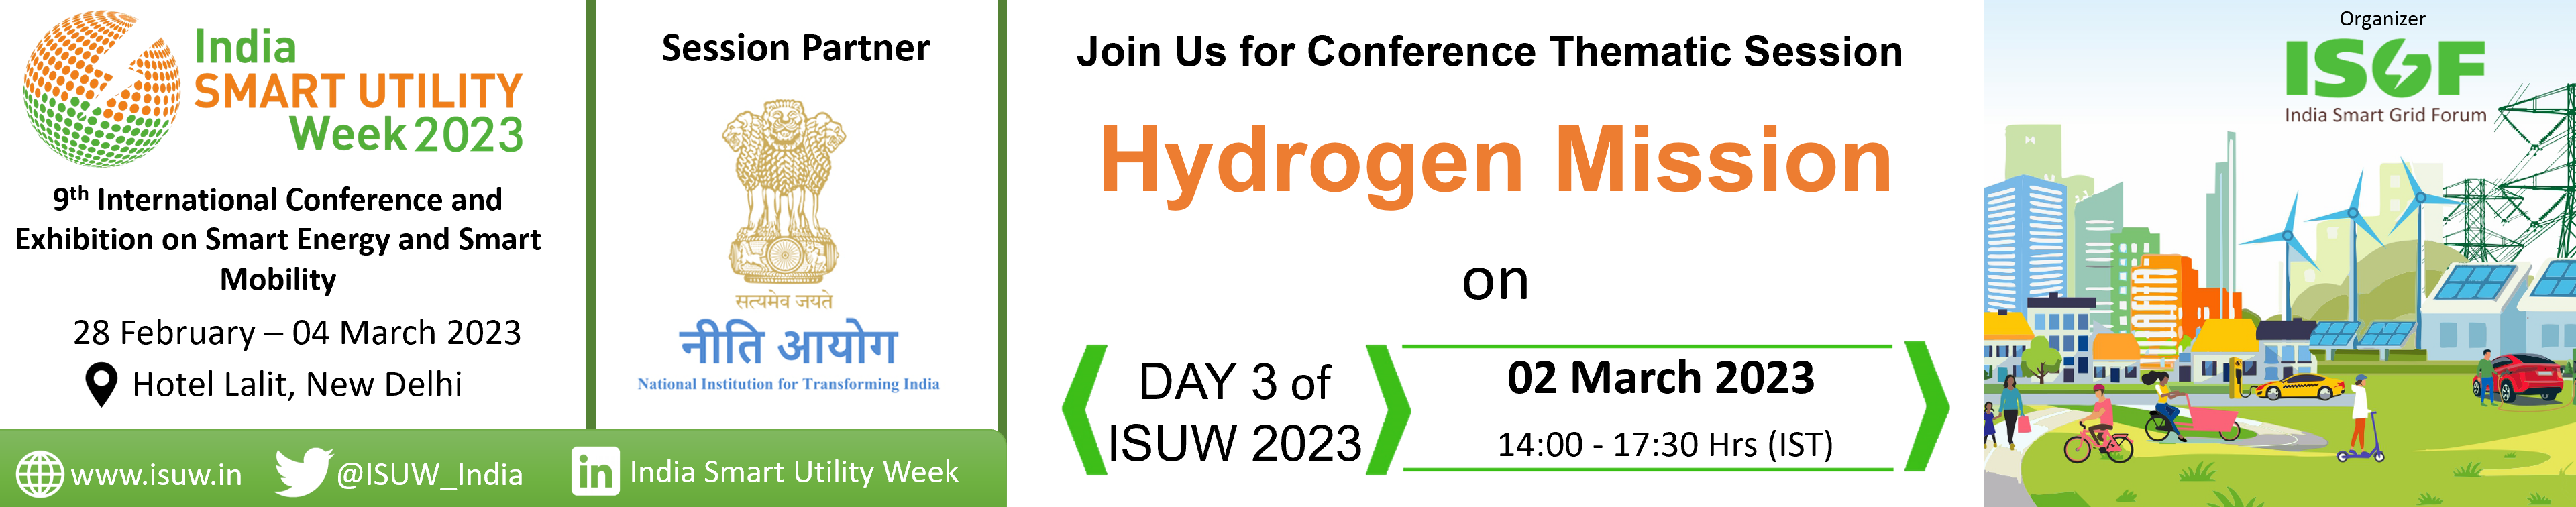 India
SMART UTILITY
Week 2023
9th International Conference and
Exhibition on Smart Energy and Smart
Mobility
28 February – 04 March 2023
Hotel Lalit, New Delhi
www.isuw.in
@ISUW_India
in
India Smart Utility Week
Session Partner
सत्यमेव जयते
नीति आयोग
National Institution for Transforming India
Join Us for Conference Thematic Session
Hydrogen Mission
on
DAY 3 of
ISUW 2023
02 March 2023
14:00 - 17:30 Hrs (IST)
Organizer
ISGF
India Smart Grid Forum